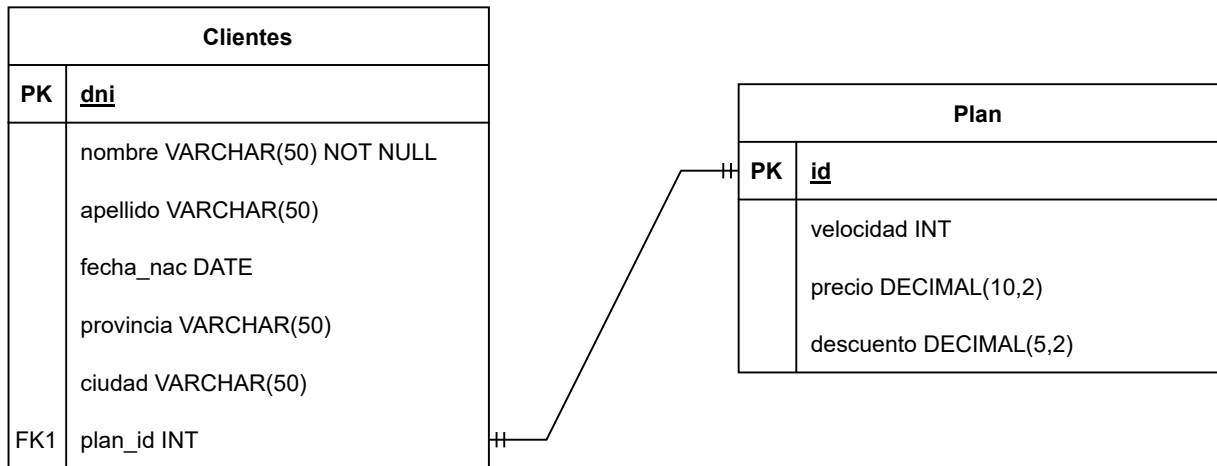 Clientes
PK dni
nombre VARCHAR(50) NOT NULL
apellido VARCHAR(50)
fecha_nac DATE
provincia VARCHAR(50)
ciudad VARCHAR(50)
FK1 plan_id INT
Plan
PK id
velocidad INT
precio DECIMAL(10,2)
descuento DECIMAL(5,2)